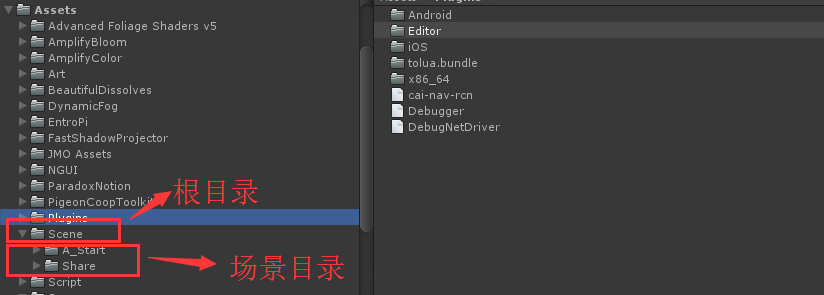 Assets
Advanced Foliage Shaders v5
AmplifyBloom
AmplifyColor
Art
BeautifulDissolves
DynamicFog
EntroPi
FastShadowProjector
JMO Assets
NGUI
ParadoxNotion
PigeonCoopToolkit
Plugins
Scene
A_Start
Share
Script
根目录
场景目录
Android
Editor
iOS
tolua.bundle
x86_64
cai-nav-rcn
Debugger
DebugNetDriver